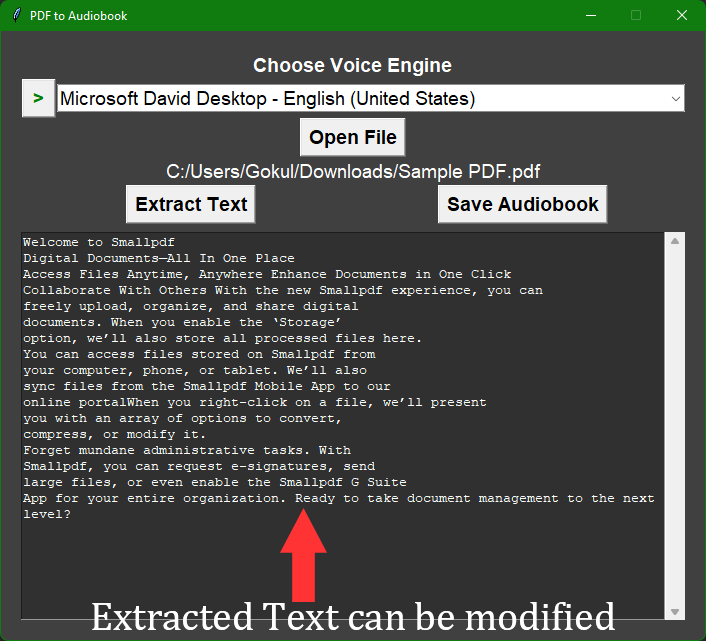 PDF to Audiobook
Choose Voice Engine
>
Microsoft David Desktop - English (United States)
Open File
C:/Users/Gokul/Downloads/Sample PDF.pdf
Extract Text
Save Audiobook
Welcome to Smallpdf
Digital Documents—All In One Place
Access Files Anytime, Anywhere Enhance Documents in One Click
Collaborate With Others With the new Smallpdf experience, you can
freely upload, organize, and share digital
documents. When you enable the ‘Storage’
option, we’ll also store all processed files here.
You can access files stored on Smallpdf from
your computer, phone, or tablet. We’ll also
sync files from the Smallpdf Mobile App to our
online portalWhen you right-click on a file, we’ll present
you with an array of options to convert,
compress, or modify it.
Forget mundane administrative tasks. With
Smallpdf, you can request e-signatures, send
large files, or even enable the Smallpdf G Suite
App for your entire organization. Ready to take document management to the next
level?
Extracted Text can be modified